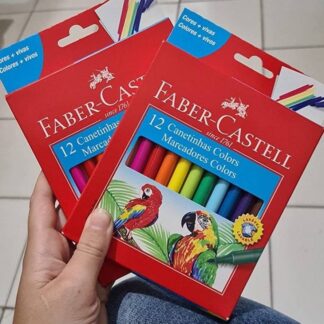 Cores + vivas
Colores + vivos
FABER-CASTELL
since 1761
12 Canetinhas Colors
Marcadores Colors
Cores + vivas
Colores + vivos
FABER-CASTELL
since 1761
12 Canetinhas Colors
Marcadores Colors